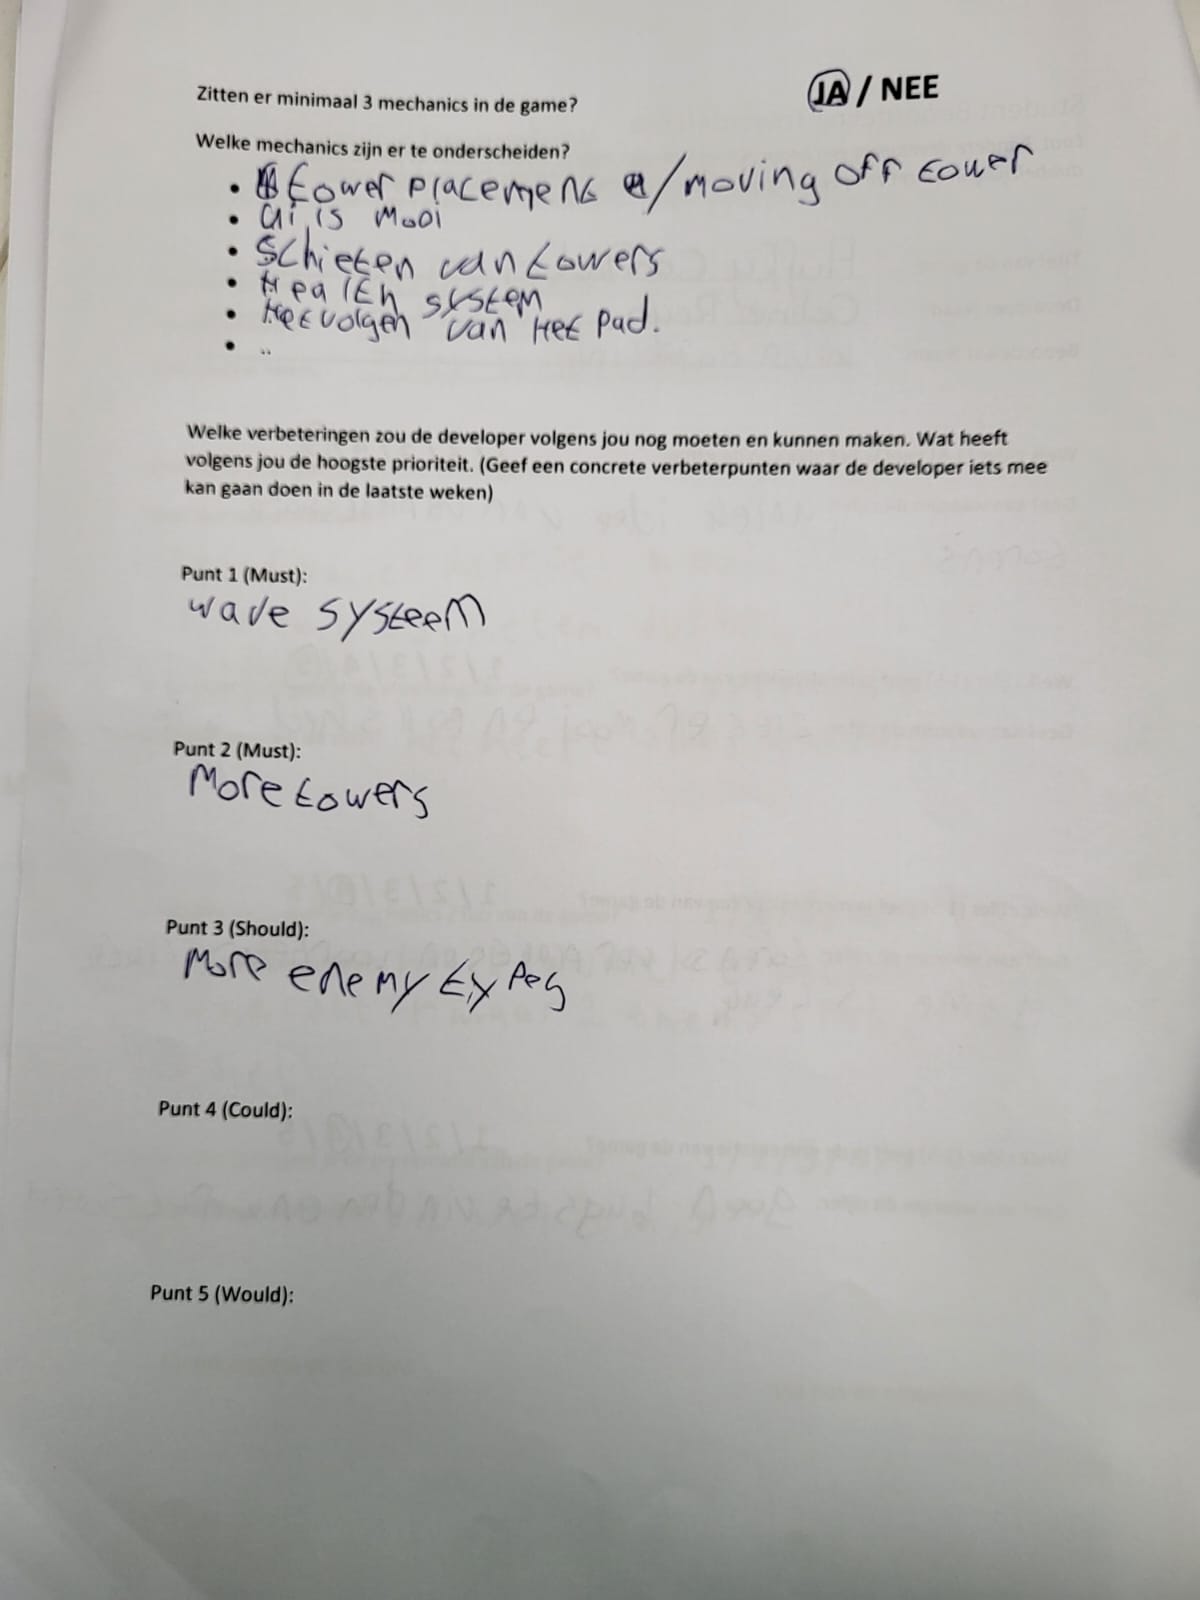 Zitten er minimaal 3 mechanics in de game? JA / NEE
Welke mechanics zijn er te onderscheiden?
• tower placement /moving off tower
• Ui is mooi
• Schieten van towers
• Health system
• Het volgen van Het pad.
• ..
Welke verbeteringen zou de developer volgens jou nog moeten en kunnen maken. Wat heeft
volgens jou de hoogste prioriteit. (Geef een concrete verbeterpunten waar de developer iets mee
kan gaan doen in de laatste weken)
Punt 1 (Must):
wave systeem
Punt 2 (Must):
More towers
Punt 3 (Should):
More enemy types
Punt 4 (Could):
Punt 5 (Would):